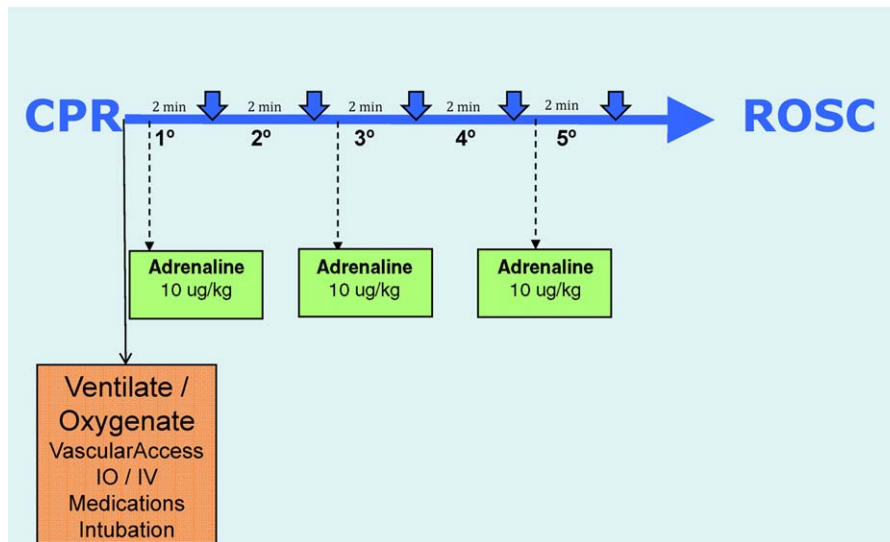 CPR
2 min
2 min
2 min
2 min
2 min
ROSC
1º
2º
3º
4º
5º
Adrenaline
10 ug/kg
Adrenaline
10 ug/kg
Adrenaline
10 ug/kg
Ventilate /
Oxygenate
VascularAccess
IO / IV
Medications
Intubation